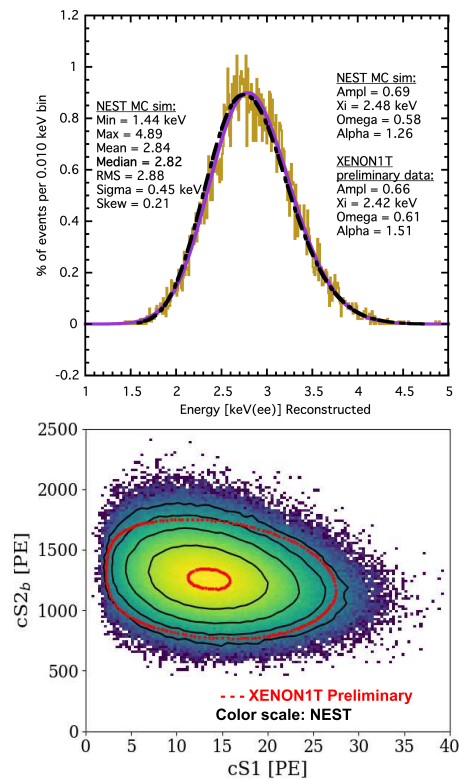 1.2
1
0.8
0.6
0.4
0.2
0
-0.2
% of events per 0.010 keV bin
NEST MC sim:
Min = 1.44 keV
Max = 4.89
Mean = 2.84
Median = 2.82
RMS = 2.88
Sigma = 0.45 keV
Skew = 0.21
NEST MC sim:
Ampl = 0.69
Xi = 2.48 keV
Omega = 0.58
Alpha = 1.26
XENON1T
preliminary data:
Ampl = 0.66
Xi = 2.42 keV
Omega = 0.61
Alpha = 1.51
1 1.5 2 2.5 3 3.5 4 4.5 5
Energy [keV(ee)] Reconstructed
2500
2000
1500
1000
500
0
cS2b [PE]
--- XENON1T Preliminary
Color scale: NEST
0 5 10 15 20 25 30 35 40
cS1 [PE]